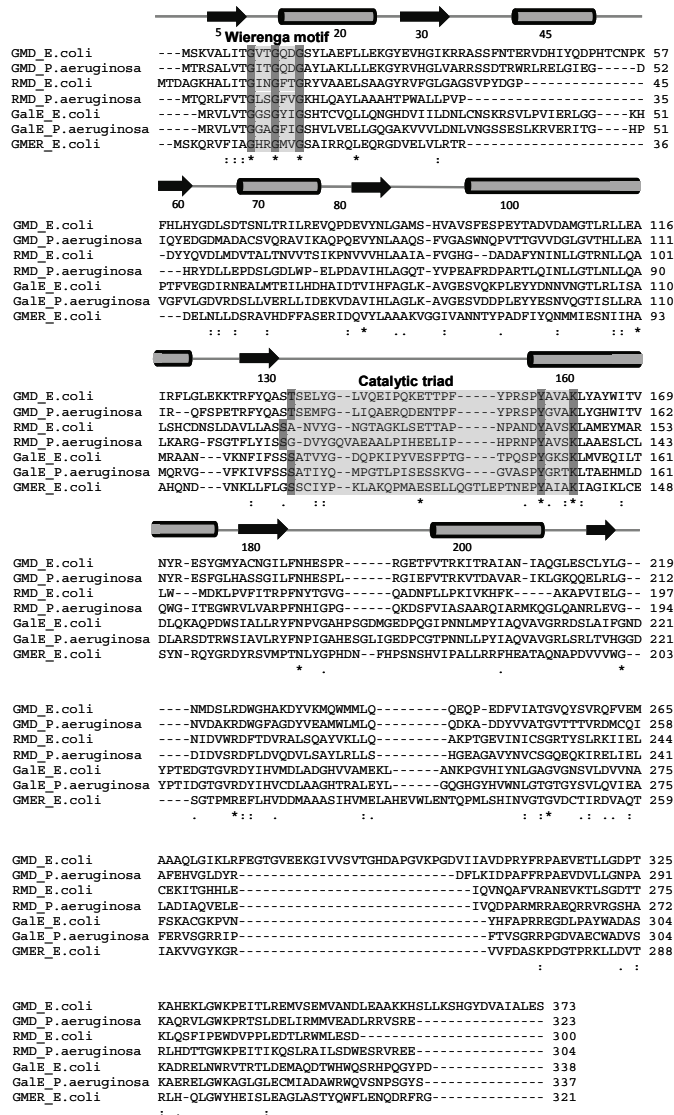 5 Wierenga motif 20 30 45
GMD_E.coli ---MSKVALITGVTGQDGSYLAEFLLEKGYEVHGIKRRASSFNTERVDHIYQDPHTCNPK 57
GMD_P.aeruginosa ---MTRSALVTGITGQDGAYLAKLLLEKGYRVHGLVARRSSDTRWRLRELGIEG-----D 52
RMD_E.coli MTDAGKHALITGINGFTGRYVAAELSAAGYRVFGLGAGSVPYDGP 45
RMD_P.aeruginosa ---MTQRLFVTGLSGFVGKHLQAYLAAAHTPWALLPVP 35
GalE_E.coli ----MRVLVTGGSGYIGSHTCVQLLQNGHDVIILDNLCNSKRSVLPVIERLGG---KH 51
GalE_P.aeruginosa ----MRVLVTGGAGFIGSHVLVELLQQGAKVVVLDNLVNGSSESLKRVERITG---HP 51
GMER_E.coli --MSKQRVFIAGHRGMVGSAIRRQLEQRGDVELVLRTR 36
: : : * * * * :
60 70 80 100
GMD_E.coli FHLHYGDLSDTSNLTRILREVQPDEVYNLGAMS-HVAVSFESPEYTADVDAMGTLRLLEA 116
GMD_P.aeruginosa IQYEDGDMADACSVQRAVIKAQPQEVYNLAAQS-FVGASWNQPVTTGVVDGLGVTHLLEA 111
RMD_E.coli -DYYQVDLMDVTALTNVVTSIKPNVVVHLAAIA-FVGHG--DADAFYNINLLGTRNLLQA 101
RMD_P.aeruginosa --HRYDLLEPDSLGDLWP-ELPDAVIHLAGQT-YVPEAFRDPARTLQINLLGTLNLLQA 90
GalE_E.coli PTFVEGDIRNEALMTEILHDHAIDTVIHFAGLK-AVGESVQKPLEYYDNNVNGTLRLISA 110
GalE_P.aeruginosa VGFVLGDVRDSLLVERLLIDEKVDAVIHLAGLK-AVGESVDDPLEYYESNVQGTISLLRA 110
GMER_E.coli --DELNLLDSRAVHDFFASERIDQVYLAAAKVGGIVANNTYPADFIYQNMMIESNIIHA 93
: : : : * . . : : : *
130 Catalytic triad 160
GMD_E.coli IRFLGLEKKTRFYQASTSELYG--LVQEIPQKETTPF----YPRSPYAVAKLYAYWITV 169
GMD_P.aeruginosa IR--QFSPETRFYQASTSEMFG--LIQAERQDENTPF----YPRSPYGVAKLYGHWITV 162
RMD_E.coli LSHCDNSLDAVLLASSA-NVYG--NTAGKLSETTAP----NPANDYAVSKLAMEYMAR 153
RMD_P.aeruginosa LKARG-FSGTFLYISSG-DVYGQVAEAALPIHEELIP----HPRNPYAVSKLAAESLCL 143
GalE_E.coli MRAAN---VKNFIFSSSATVYG--DQPKIPYVESFPTG---TPQSPYGKSKLMVEQILT 161
GalE_P.aeruginosa MQRVG---VFKIVFSSSATIYQ--MPGTLPISESSKVG---GVASPYGRTKLTAEHMLD 161
GMER_E.coli AHQND---VNKLLFLGSSCIYP--KLAKQPMAESELLQGTLEPTNEPYAIAKIAGIKLCE 148
: . : : * . * . : * : :
180 200
GMD_E.coli NYR-ESYGMYACNGILFNHESPR------RGETFVTRKITRAIAN-IAQGLESCLYLG-- 219
GMD_P.aeruginosa NYR-ESFGLHASSGILFNHESPL------RGIEFVTRKVTDAVAR-IKLGKQQELRLG-- 212
RMD_E.coli LW--MDKLPVFITRPFNYTGVG------QADNFLLPKIVKHFK-----AKAPVIELG---- 197
RMD_P.aeruginosa QWG-ITEGWRVLVARPFNHIGPG------QKDSFVIASAARQIARMKQGLQANRLEVG-- 194
GalE_E.coli DLQKAQPDWSIALLRYFNPVGAHPSGDMGEDPQGIPNNLMPYIAQVAVGRRDSLAIFGND 221
GalE_P.aeruginosa DLARSDTRWSIAVLRYFNPIGAHESGLIGEDPCGTPNNLLPYIAQVAVGRLSRLTVHGGD 221
GMER_E.coli SYN-RQYGRDYRSVMPTNLYGPHDNF-HPSNSHVIPALLRRFHEATAQNAPDVVVWG-- 203
* . . *
GMD_E.coli ----NMDSLRDWGHAKDYVKMQWMMLQ--------QEQP-EDFVIATGVQYSVRQFVEM 265
GMD_P.aeruginosa ----NVDAKRDWGFAGDYVEAMWLMLQ--------QDKA-DDYVVATGVTTTVRDMCQI 258
RMD_E.coli ----NIDVWRDFTDVRALSQAYVKLLQ--------AKPTGEVINICSGRTYSLRKIIEL 244
RMD_P.aeruginosa ----DIDVSRDFLDVQDVLSAYLRLLS--------HGEAGAVYNVCSGQEQKIRELIEL 241
GalE_E.coli YPTEDGTGVRDYIHVMDLADGHVVAMEKL------ANKPGVHIYNLGAGVGNSVLDVVNA 275
GalE_P.aeruginosa YPTIDGTGVRDYIHVCDLAAGHTRALEYL------GQGHGYHVWNLGTGTGYSVLQVIEA 275
GMER_E.coli ----SGTPMREFLHVDDMAAASIHVMELAHEVWLENTQPMLSHINVGTGVDCTIRDVAQT 259
. * : : . : : * . : . . :
GMD_E.coli AAAQLGIKLRFEGTGVEEKGIVVSVTGHDAPGVKPGDVIIAVDPRYFRPAEVETLLGDPT 325
GMD_P.aeruginosa AFEHVGLDYR---------------------------DFLKIDPAFFRPAEVDVLLGNPA 291
RMD_E.coli CEKITGHHLE-----------------------------IQVNQAFVRANEVKTLSGDTT 275
RMD_P.aeruginosa LADIAQVELE-----------------------------IVQDPARMRRAEQRRVRGSHA 272
GalE_E.coli FSKACGKPVN-------------------------------YHFAPRREGDLPAYWADAS 304
GalE_P.aeruginosa FERVSGRRIP-------------------------------FTVSGRRPGDVAECWADVS 304
GMER_E.coli IAKVVGYKGR-------------------------------VVFDASKPDGTPRKLLDVT 288
: . :
GMD_E.coli KAHEKLGWKPEITLREMVSEMVANDLEAAKKHSLLKSHGYDVAIALES 373
GMD_P.aeruginosa KAQRVLGWKPRTSLDELIRMMVEADLRRVSRE---------------- 323
RMD_E.coli KLQSFIPEWDVPPLEDTLRWMLESD----------------------- 300
RMD_P.aeruginosa RLHDTTGWKPEITIKQSLRAILSDWESRVREE---------------- 304
GalE_E.coli KADRELNWRVTRTLDEMAQDTWHWQSRHPQGYPD-------------- 338
GalE_P.aeruginosa KAERELGWKAGLGLECMIADAWRWQVSNPSGYS--------------- 337
GMER_E.coli RLH-QLGWYHEISLEAGLASTYQWFLENQDRFRG-------------- 321
: . :